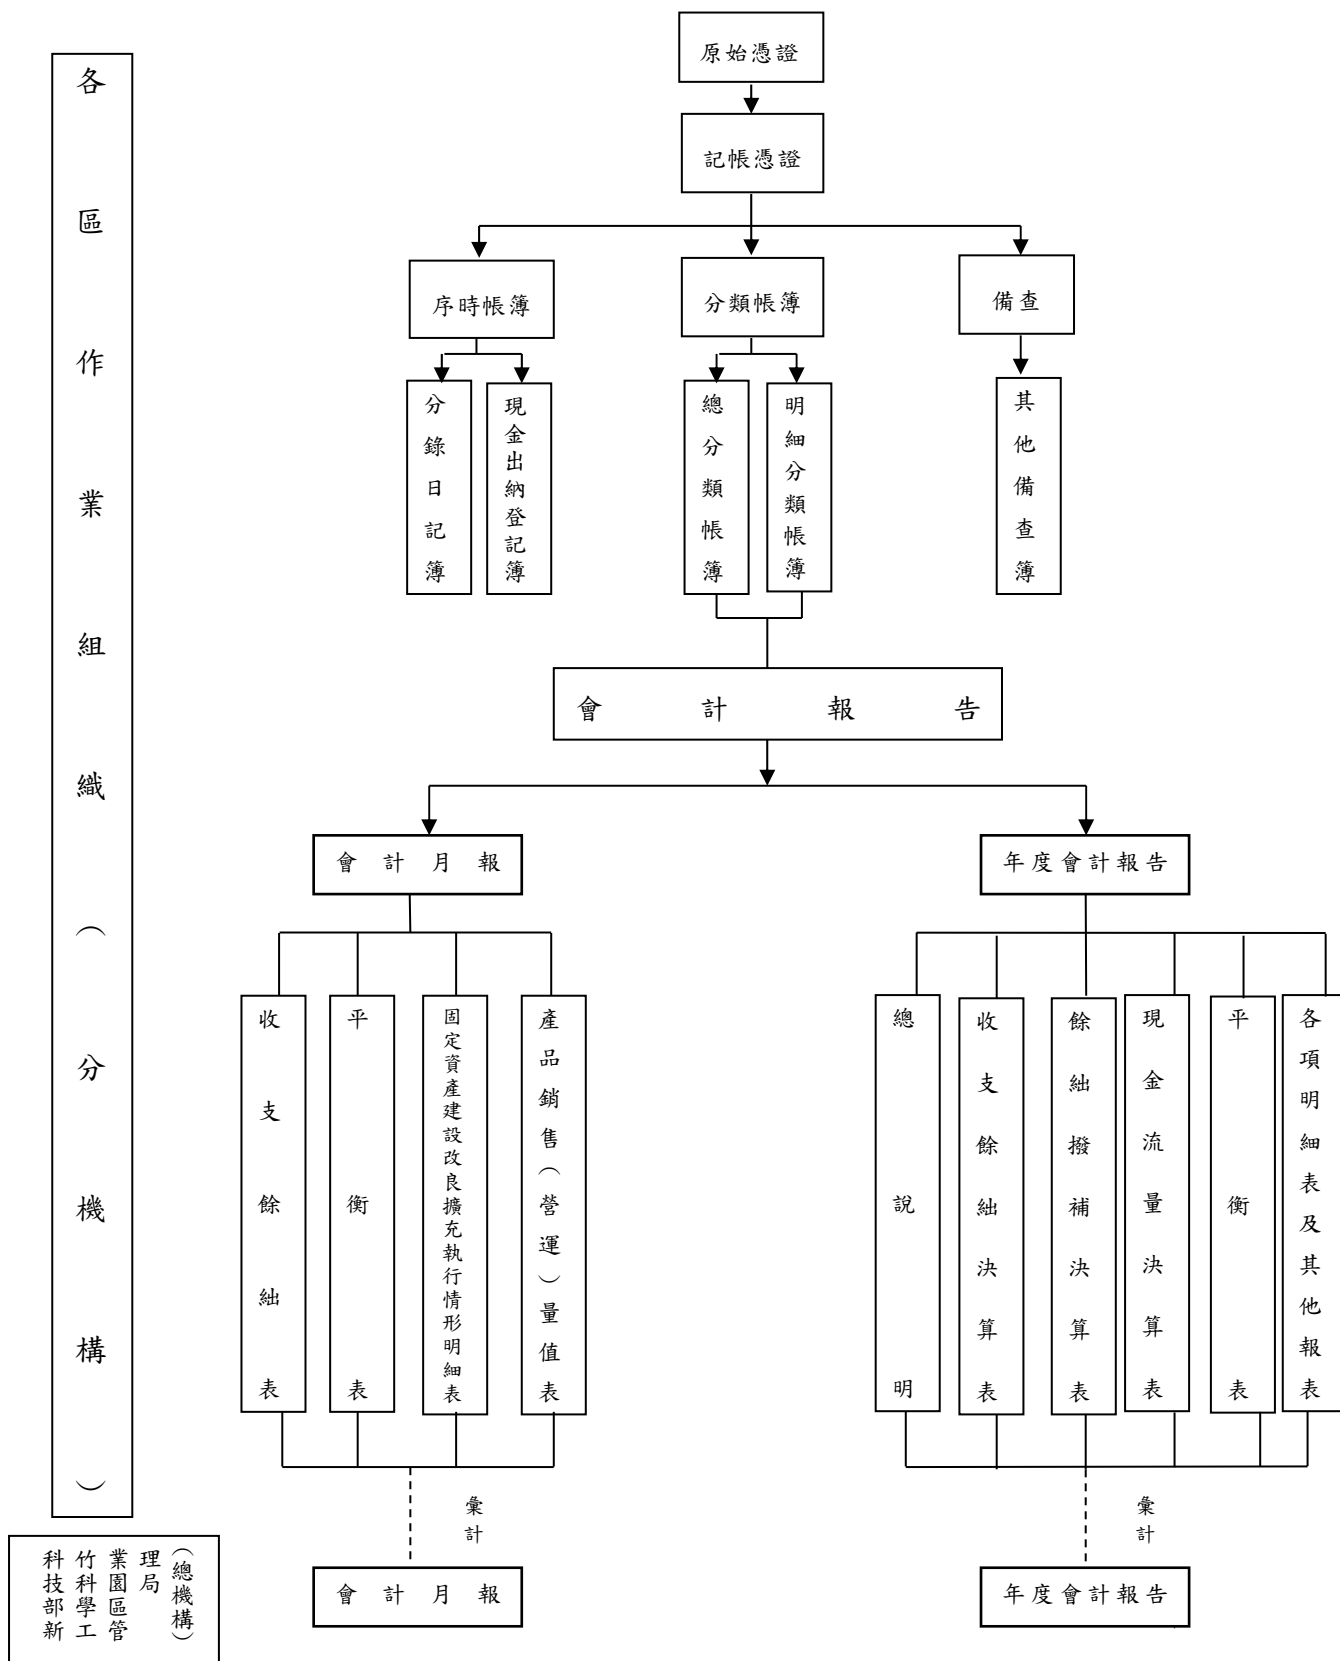 各區作業組織（分機構）
原始憑證
記帳憑證
序時帳簿
分類帳簿
備查
分錄日記簿
現金出納登記簿
總分類帳簿
明細分類帳簿
其他備查簿
會計報告
會計月報
年度會計報告
收支餘絀表
平衡表
固定資產建設改良擴充執行情形明細表
產品銷售（營運）量值表
總說明
收支餘絀決算表
餘絀撥補決算表
現金流量決算表
平衡表
各項明細表及其他報表
彙計
彙計
科技部新
竹科學工
業園區管
理局
（總機構）
會計月報
年度會計報告